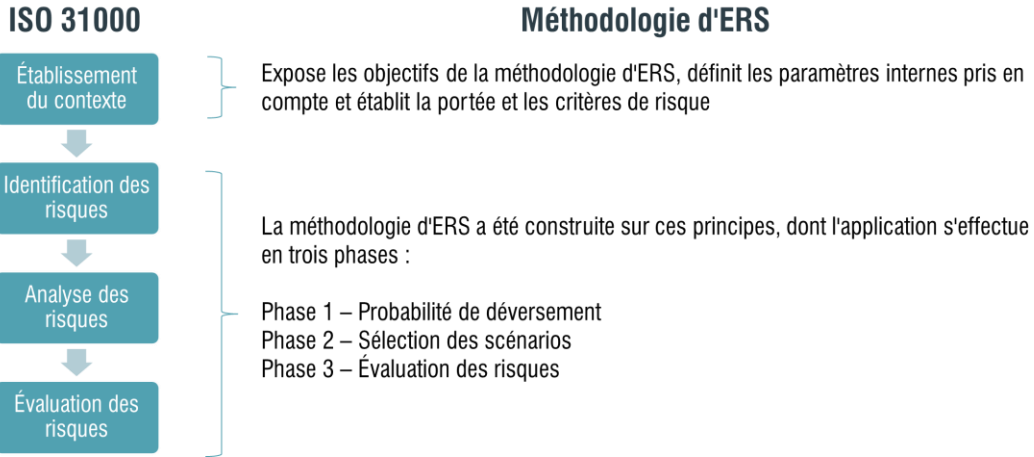 ISO 31000
Méthodologie d'ERS
Établissement
du contexte
Expose les objectifs de la méthodologie d'ERS, définit les paramètres internes pris en
compte et établit la portée et les critères de risque
Identification des
risques
Analyse des
risques
Évaluation des
risques
La méthodologie d'ERS a été construite sur ces principes, dont l'application s'effectue
en trois phases :
Phase 1 – Probabilité de déversement
Phase 2 – Sélection des scénarios
Phase 3 – Évaluation des risques